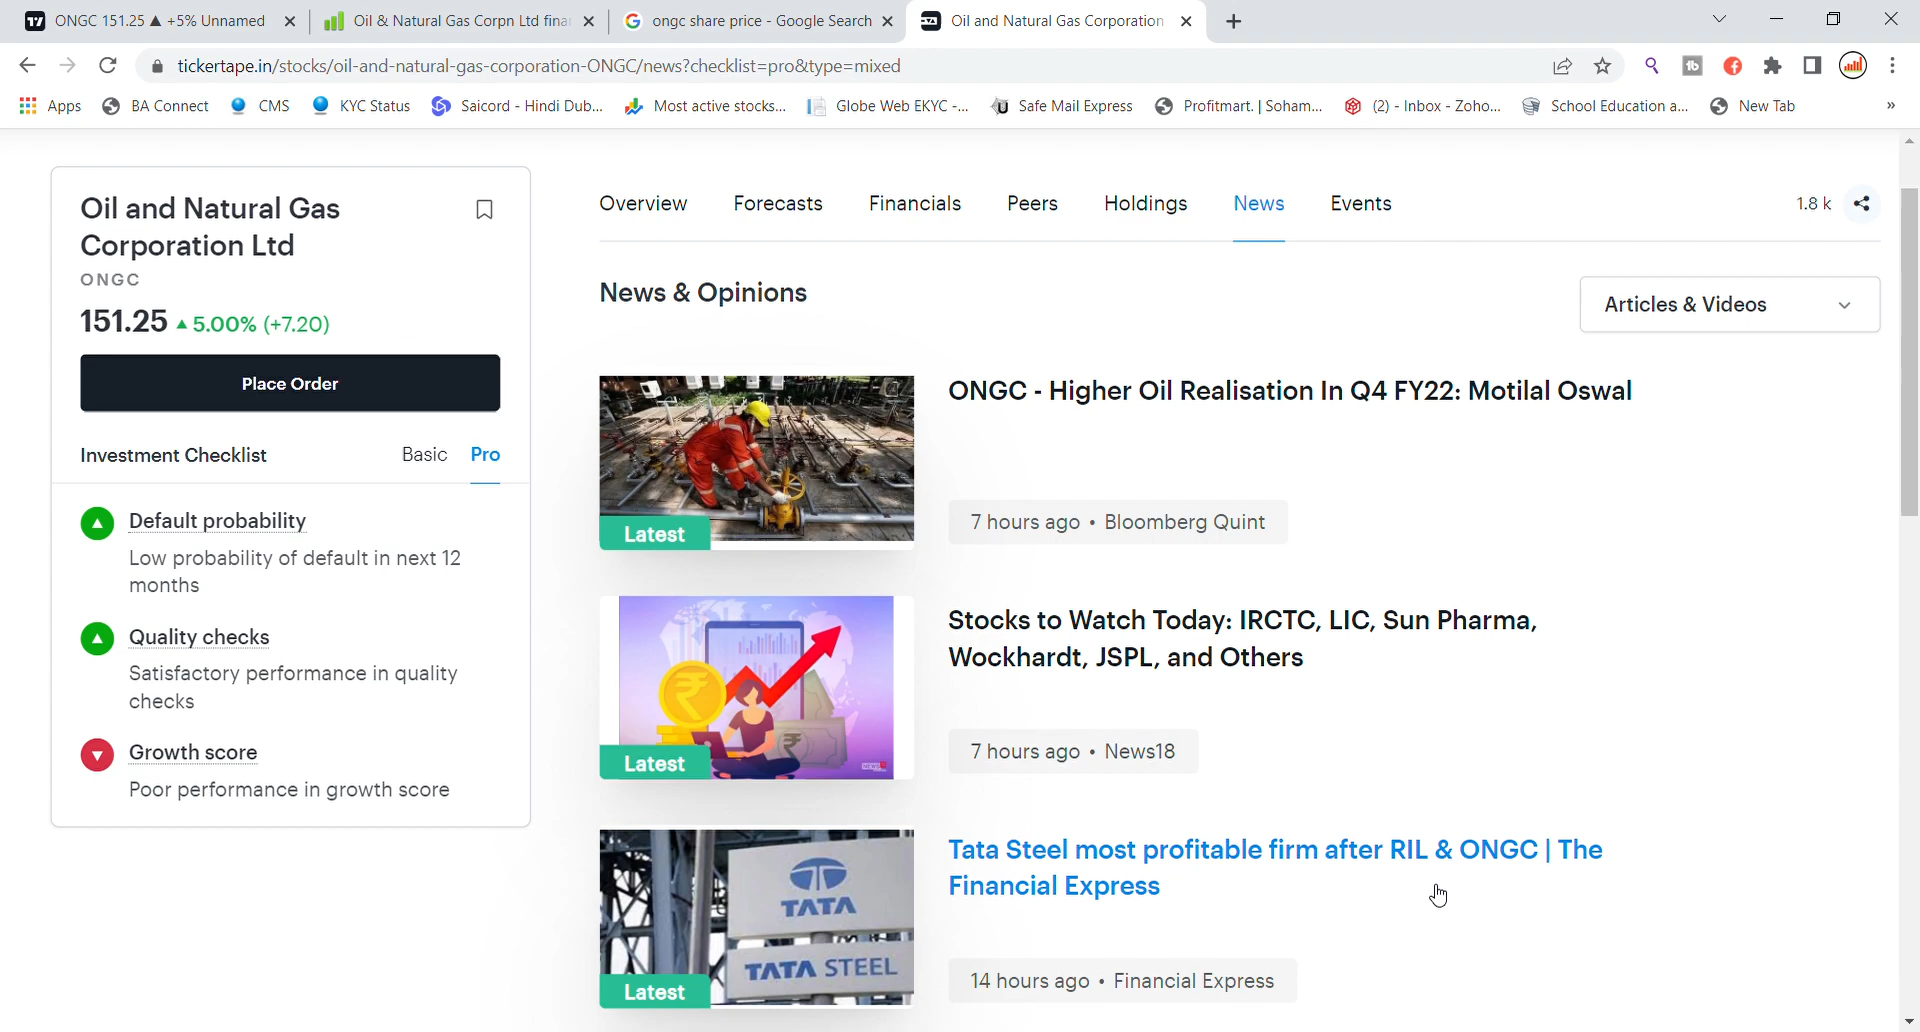 ONGC 151.25 ▲ +5% Unnamed
Oil & Natural Gas Corpn Ltd finan
ongc share price - Google Search
Oil and Natural Gas Corporation
tickertape.in/stocks/oil-and-natural-gas-corporation-ONGC/news?checklist=pro&type=mixed
Apps
BA Connect
CMS
KYC Status
Saicord - Hindi Dub...
Most active stocks...
Globe Web EKYC -...
Safe Mail Express
Profitmart. | Soham...
(2) - Inbox - Zoho...
School Education a...
New Tab
»
Oil and Natural Gas
Corporation Ltd
ONGC
151.25 ▲ 5.00% (+7.20)
Place Order
Investment Checklist Basic Pro
Default probability
Low probability of default in next 12
months
Quality checks
Satisfactory performance in quality
checks
Growth score
Poor performance in growth score
Overview Forecasts Financials Peers Holdings News Events
1.8 k
News & Opinions
Articles & Videos
Latest
ONGC - Higher Oil Realisation In Q4 FY22: Motilal Oswal
7 hours ago • Bloomberg Quint
Latest
Stocks to Watch Today: IRCTC, LIC, Sun Pharma,
Wockhardt, JSPL, and Others
7 hours ago • News18
TATA
TATA STEEL
Latest
Tata Steel most profitable firm after RIL & ONGC | The
Financial Express
14 hours ago • Financial Express